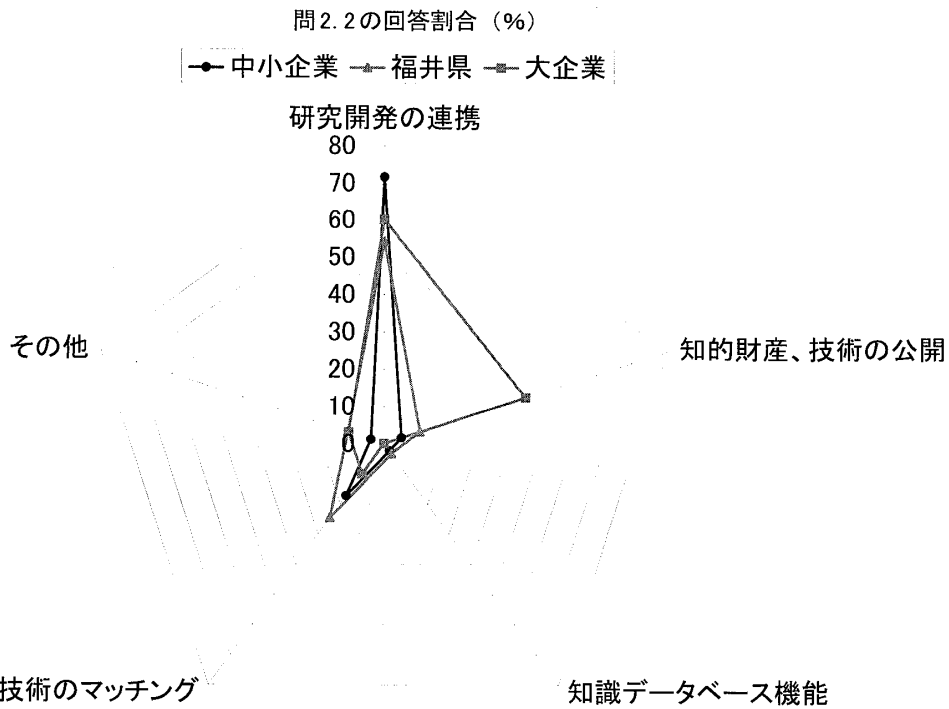 問2.2の回答割合（%）
中小企業 福井県 大企業
研究開発の連携
80
70
60
50
40
30
20
10
0
その他
知的財産、技術の公開
技術のマッチング
知識データベース機能